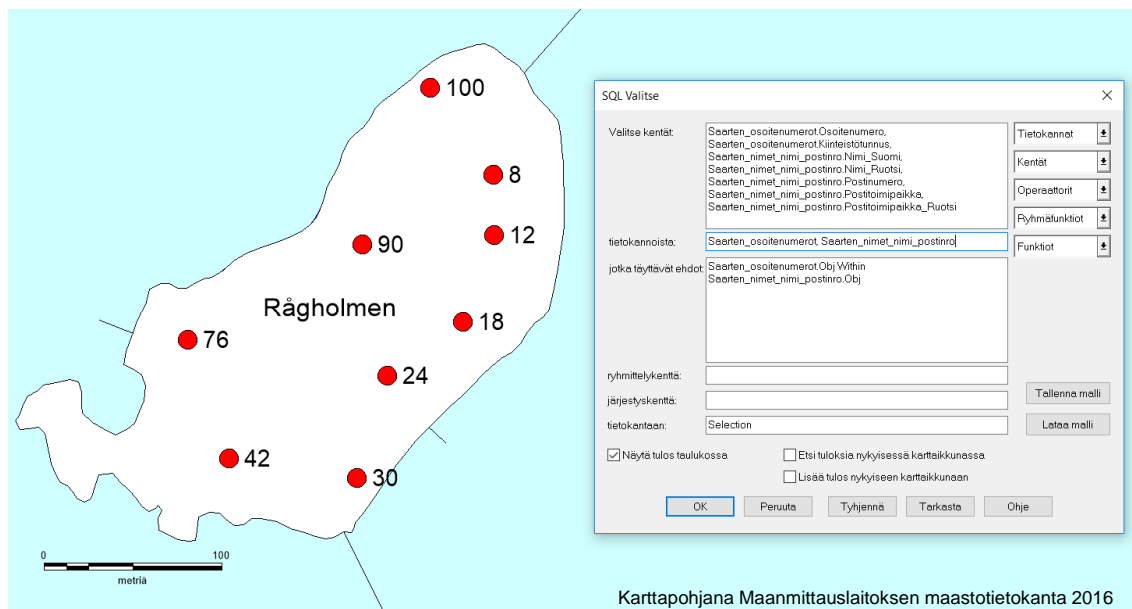 100
8
12
90
Rågholmen
18
76
24
42
30
0 100
metriä
SQL Valitse
Valitse kentät:
Saarten_osoitenumerot.Osoitenumero,
Saarten_osoitenumerot.Kiinteistötunnus,
Saarten_nimet_nimi_postinro.Nimi_Suomi,
Saarten_nimet_nimi_postinro.Nimi_Ruotsi,
Saarten_nimet_nimi_postinro.Postinumero,
Saarten_nimet_nimi_postinro.Postitoimipaikka,
Saarten_nimet_nimi_postinro.Postitoimipaikka_Ruotsi
Tietokannat
Kentät
Operaattorit
Ryhmäfunktiot
Funktiot
tietokannoista: Saarten_osoitenumerot, Saarten_nimet_nimi_postinro
jotka täyttävät ehdot: Saarten_osoitenumerot.Obj Within
Saarten_nimet_nimi_postinro.Obj
ryhmittelykenttä:
järjestyskenttä:
tietokantaan: Selection
Tallenna malli
Lataa malli
Näytä tulos taulukossa
Etsi tuloksia nykyisessä karttaikkunassa
Lisää tulos nykyiseen karttaikkunaan
OK Peruuta Tyhjennä Tarkasta Ohje
Karttapohjana Maanmittauslaitoksen maastotietokanta 2016